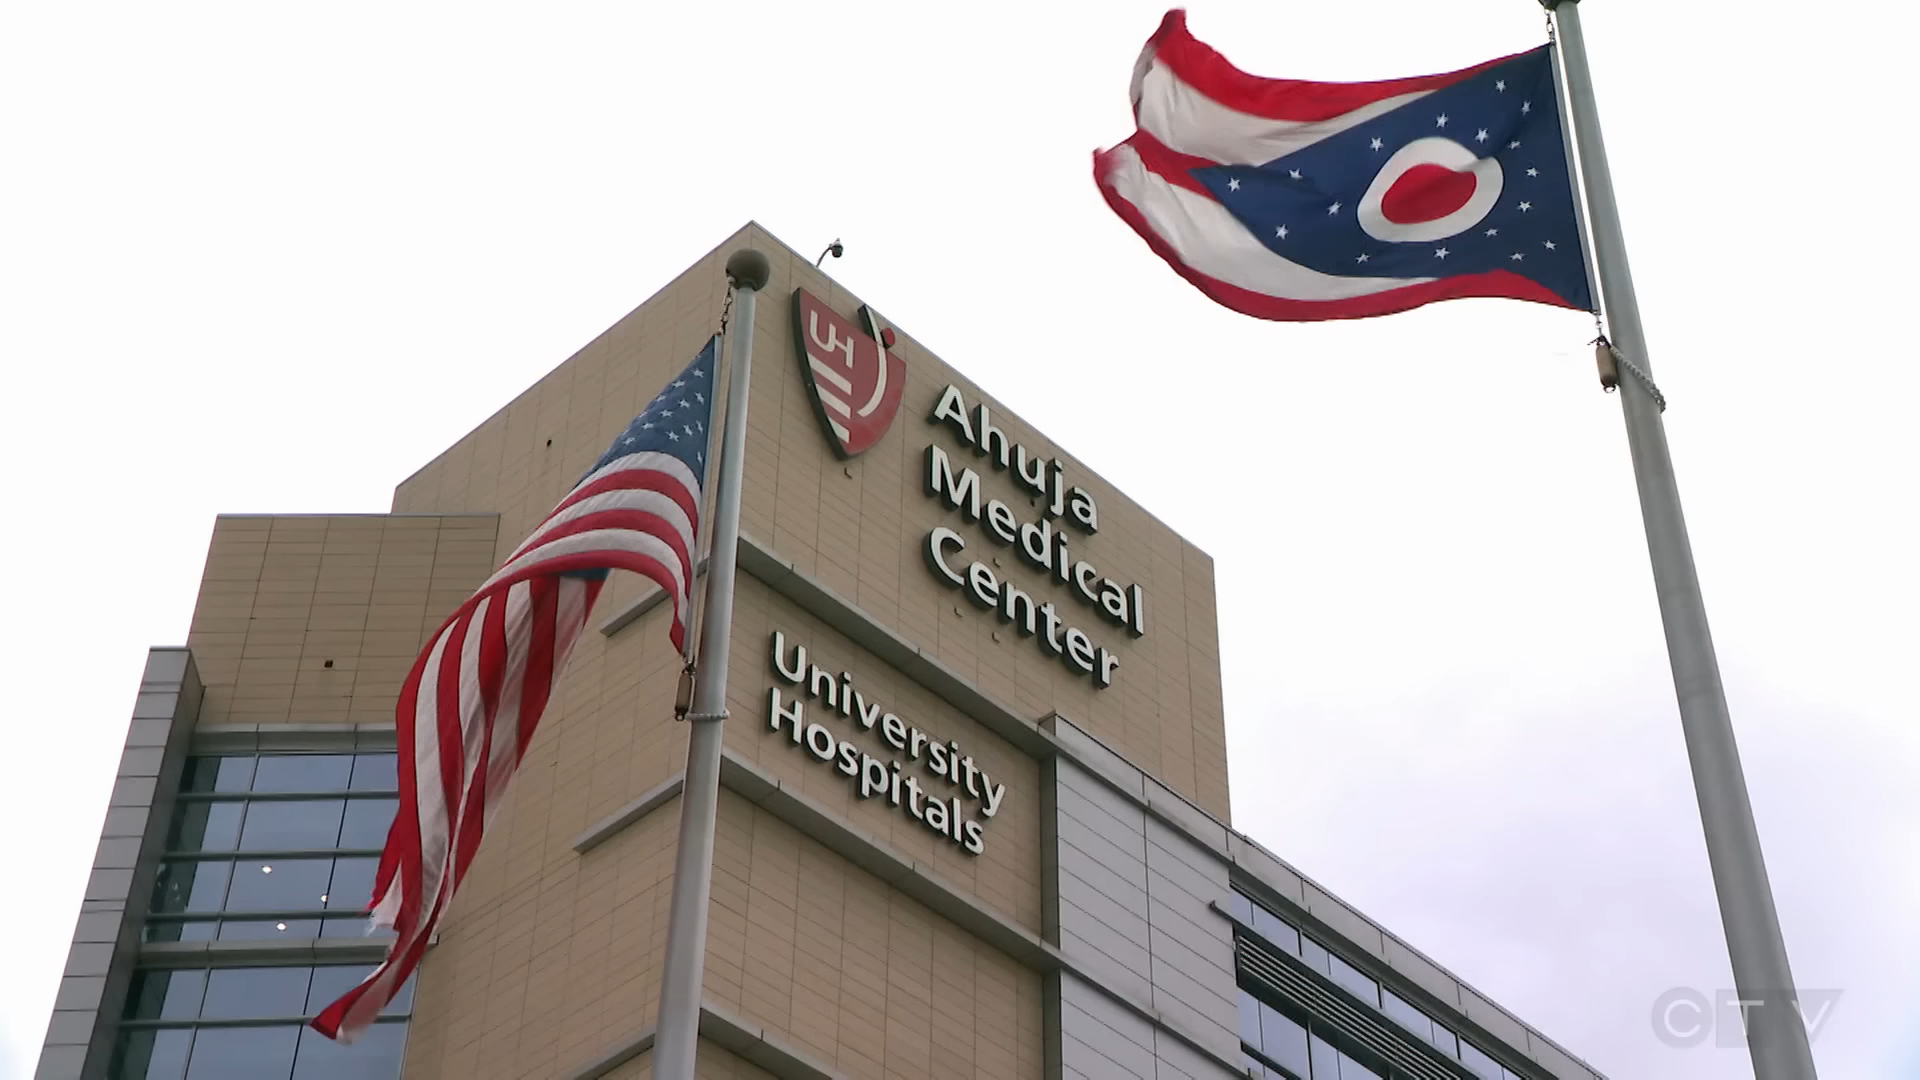 UH
Ahuja
Medical
Center
University
Hospitals
CTV